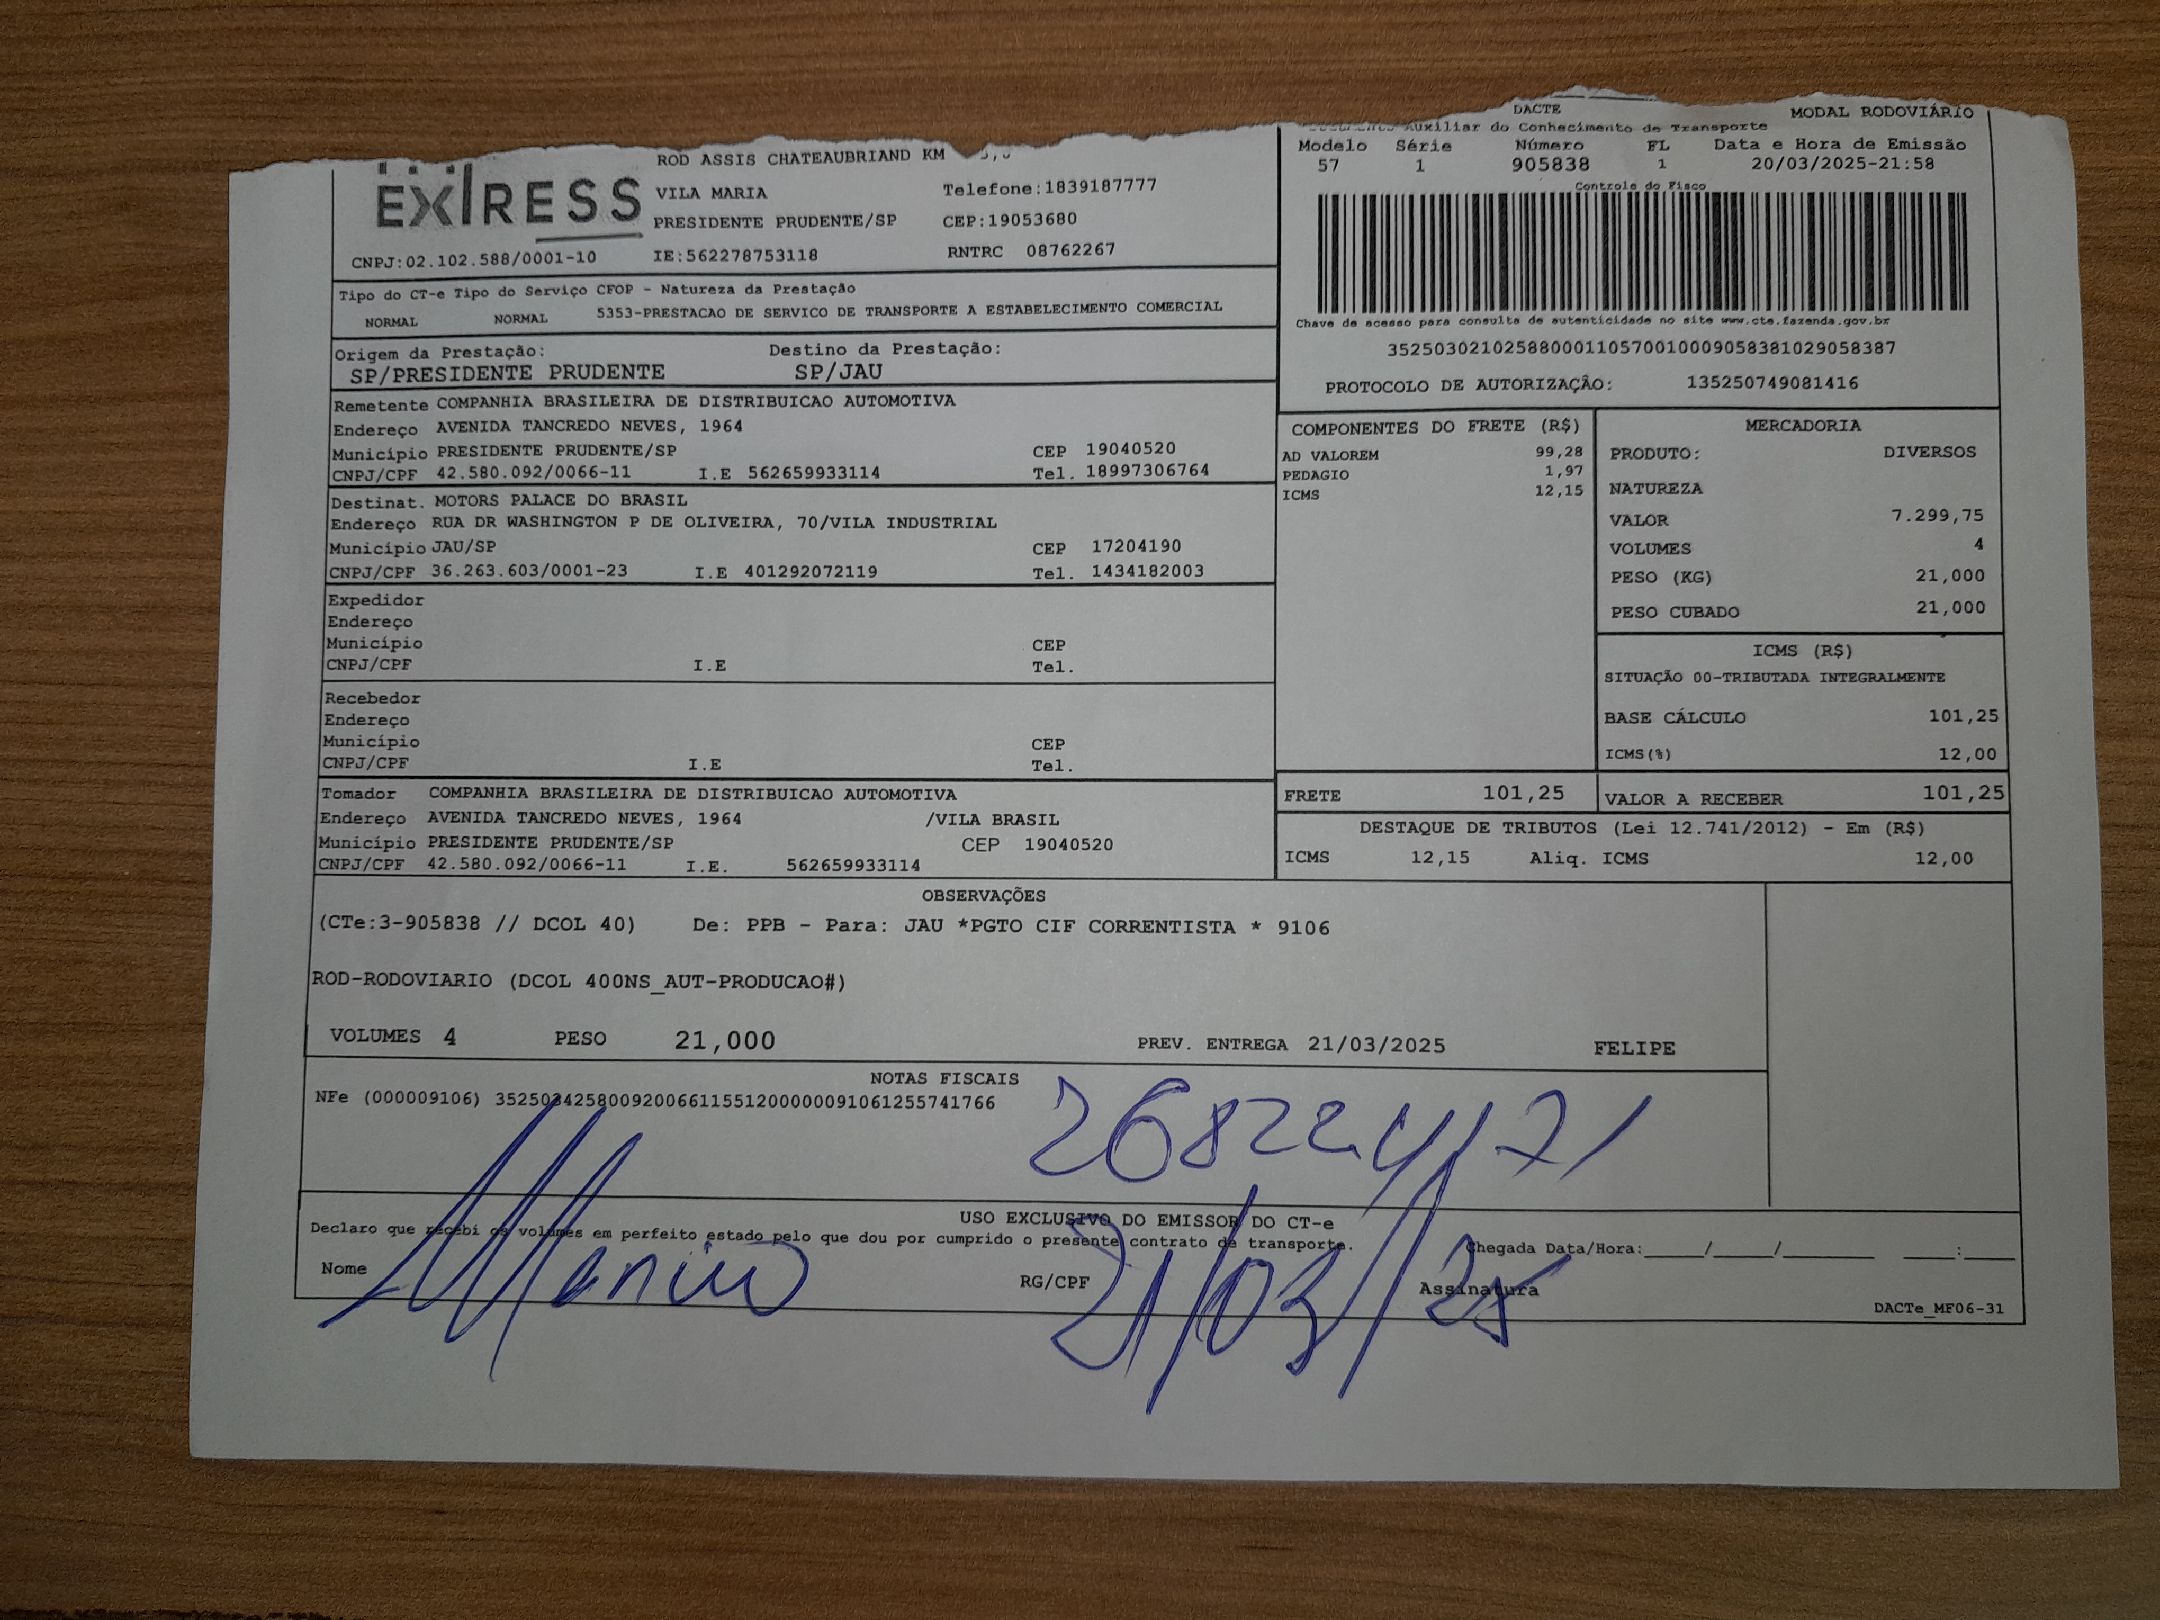 DACTE
MODAL RODOVIÁRIO
Auxiliar do Conhecimento de Transporte
ROD ASSIS CHATEAUBRIAND KM
EXIRESS
VILA MARIA
Telefone:1839187777
PRESIDENTE PRUDENTE/SP
CEP:19053680
CNPJ:02.102.588/0001-10
IE:562278753118
RNTRC 08762267
Modelo Série Número FL Data e Hora de Emissão
57 1 905838 1 20/03/2025-21:58
Controle do Fisco
Chave de acesso para consulta de autenticidade no site www.cte.fazenda.gov.br
35250302102588000110570010009058381029058387
PROTOCOLO DE AUTORIZAÇÃO: 135250749081416
Tipo do CT-e Tipo do Serviço CFOP - Natureza da Prestação
NORMAL NORMAL 5353-PRESTACAO DE SERVICO DE TRANSPORTE A ESTABELECIMENTO COMERCIAL
Origem da Prestação: Destino da Prestação:
SP/PRESIDENTE PRUDENTE SP/JAU
Remetente COMPANHIA BRASILEIRA DE DISTRIBUICAO AUTOMOTIVA
Endereço AVENIDA TANCREDO NEVES, 1964
Município PRESIDENTE PRUDENTE/SP CEP 19040520
CNPJ/CPF 42.580.092/0066-11 I.E 562659933114 Tel. 18997306764
Destinat. MOTORS PALACE DO BRASIL
Endereço RUA DR WASHINGTON P DE OLIVEIRA, 70/VILA INDUSTRIAL
Município JAU/SP CEP 17204190
CNPJ/CPF 36.263.603/0001-23 I.E 401292072119 Tel. 1434182003
Expedidor
Endereço
Município CEP
CNPJ/CPF I.E Tel.
Recebedor
Endereço
Município CEP
CNPJ/CPF I.E Tel.
Tomador COMPANHIA BRASILEIRA DE DISTRIBUICAO AUTOMOTIVA
Endereço AVENIDA TANCREDO NEVES, 1964 /VILA BRASIL
Município PRESIDENTE PRUDENTE/SP CEP 19040520
CNPJ/CPF 42.580.092/0066-11 I.E. 562659933114
COMPONENTES DO FRETE (R$)
AD VALOREM 99,28
PEDAGIO 1,97
ICMS 12,15
MERCADORIA
PRODUTO: DIVERSOS
NATUREZA
VALOR 7.299,75
VOLUMES 4
PESO (KG) 21,000
PESO CUBADO 21,000
ICMS (R$)
SITUAÇÃO 00-TRIBUTADA INTEGRALMENTE
BASE CÁLCULO 101,25
ICMS(%) 12,00
FRETE 101,25
VALOR A RECEBER 101,25
DESTAQUE DE TRIBUTOS (Lei 12.741/2012) - Em (R$)
ICMS 12,15 Aliq. ICMS 12,00
OBSERVAÇÕES
(CTe:3-905838 // DCOL 40) De: PPB - Para: JAU *PGTO CIF CORRENTISTA * 9106
ROD-RODOVIARIO (DCOL 400NS_AUT-PRODUCAO#)
VOLUMES 4 PESO 21,000 PREV. ENTREGA 21/03/2025 FELIPE
NOTAS FISCAIS
NFe (000009106) 35250342580092006611551200000091061255741766
USO EXCLUSIVO DO EMISSOR DO CT-e
Declaro que recebi os volumes em perfeito estado pelo que dou por cumprido o presente contrato de transporte.
Chegada Data/Hora:_____/_____/________ ____:____
Nome
RG/CPF
21/03/25
Assinatura
DACTe_MF06-31